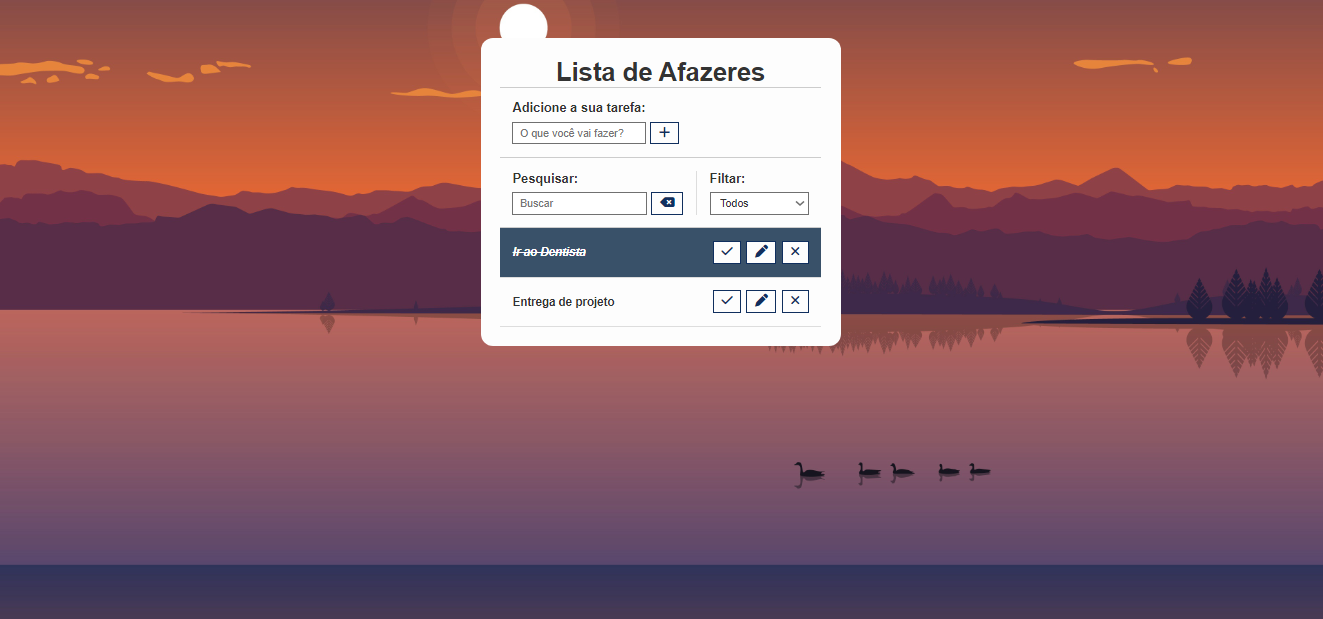 Lista de Afazeres
Adicione a sua tarefa:
O que você vai fazer?
Pesquisar:
Filtar:
Buscar
Todos
Ir ao Dentista
Entrega de projeto